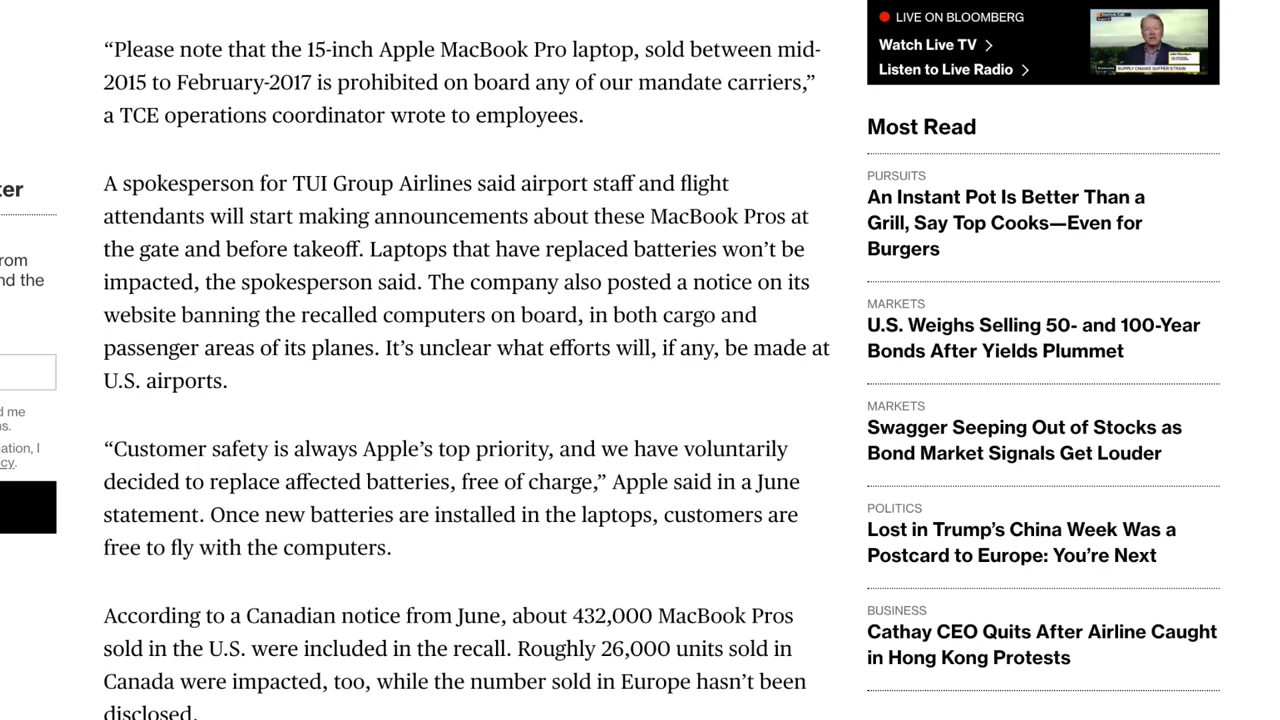 “Please note that the 15-inch Apple MacBook Pro laptop, sold between mid-
2015 to February-2017 is prohibited on board any of our mandate carriers,”
a TCE operations coordinator wrote to employees.
A spokesperson for TUI Group Airlines said airport staff and flight
attendants will start making announcements about these MacBook Pros at
the gate and before takeoff. Laptops that have replaced batteries won’t be
impacted, the spokesperson said. The company also posted a notice on its
website banning the recalled computers on board, in both cargo and
passenger areas of its planes. It’s unclear what efforts will, if any, be made at
U.S. airports.
“Customer safety is always Apple’s top priority, and we have voluntarily
decided to replace affected batteries, free of charge,” Apple said in a June
statement. Once new batteries are installed in the laptops, customers are
free to fly with the computers.
According to a Canadian notice from June, about 432,000 MacBook Pros
sold in the U.S. were included in the recall. Roughly 26,000 units sold in
Canada were impacted, too, while the number sold in Europe hasn’t been
disclosed.
ter
rom
nd the
d me
ns.
ation, I
cy.
LIVE ON BLOOMBERG
Watch Live TV
Listen to Live Radio
SUPPLY CHAINS SUFFER STRAIN
Most Read
PURSUITS
An Instant Pot Is Better Than a
Grill, Say Top Cooks—Even for
Burgers
MARKETS
U.S. Weighs Selling 50- and 100-Year
Bonds After Yields Plummet
MARKETS
Swagger Seeping Out of Stocks as
Bond Market Signals Get Louder
POLITICS
Lost in Trump’s China Week Was a
Postcard to Europe: You’re Next
BUSINESS
Cathay CEO Quits After Airline Caught
in Hong Kong Protests